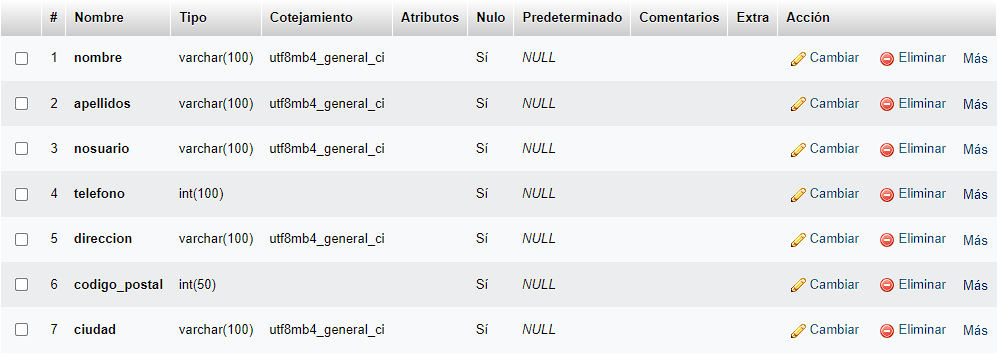 # Nombre Tipo Cotejamiento Atributos Nulo Predeterminado Comentarios Extra Acción
1 nombre varchar(100) utf8mb4_general_ci Sí NULL Cambiar Eliminar Más
2 apellidos varchar(100) utf8mb4_general_ci Sí NULL Cambiar Eliminar Más
3 nosuario varchar(100) utf8mb4_general_ci Sí NULL Cambiar Eliminar Más
4 telefono int(100) Sí NULL Cambiar Eliminar Más
5 direccion varchar(100) utf8mb4_general_ci Sí NULL Cambiar Eliminar Más
6 codigo_postal int(50) Sí NULL Cambiar Eliminar Más
7 ciudad varchar(100) utf8mb4_general_ci Sí NULL Cambiar Eliminar Más